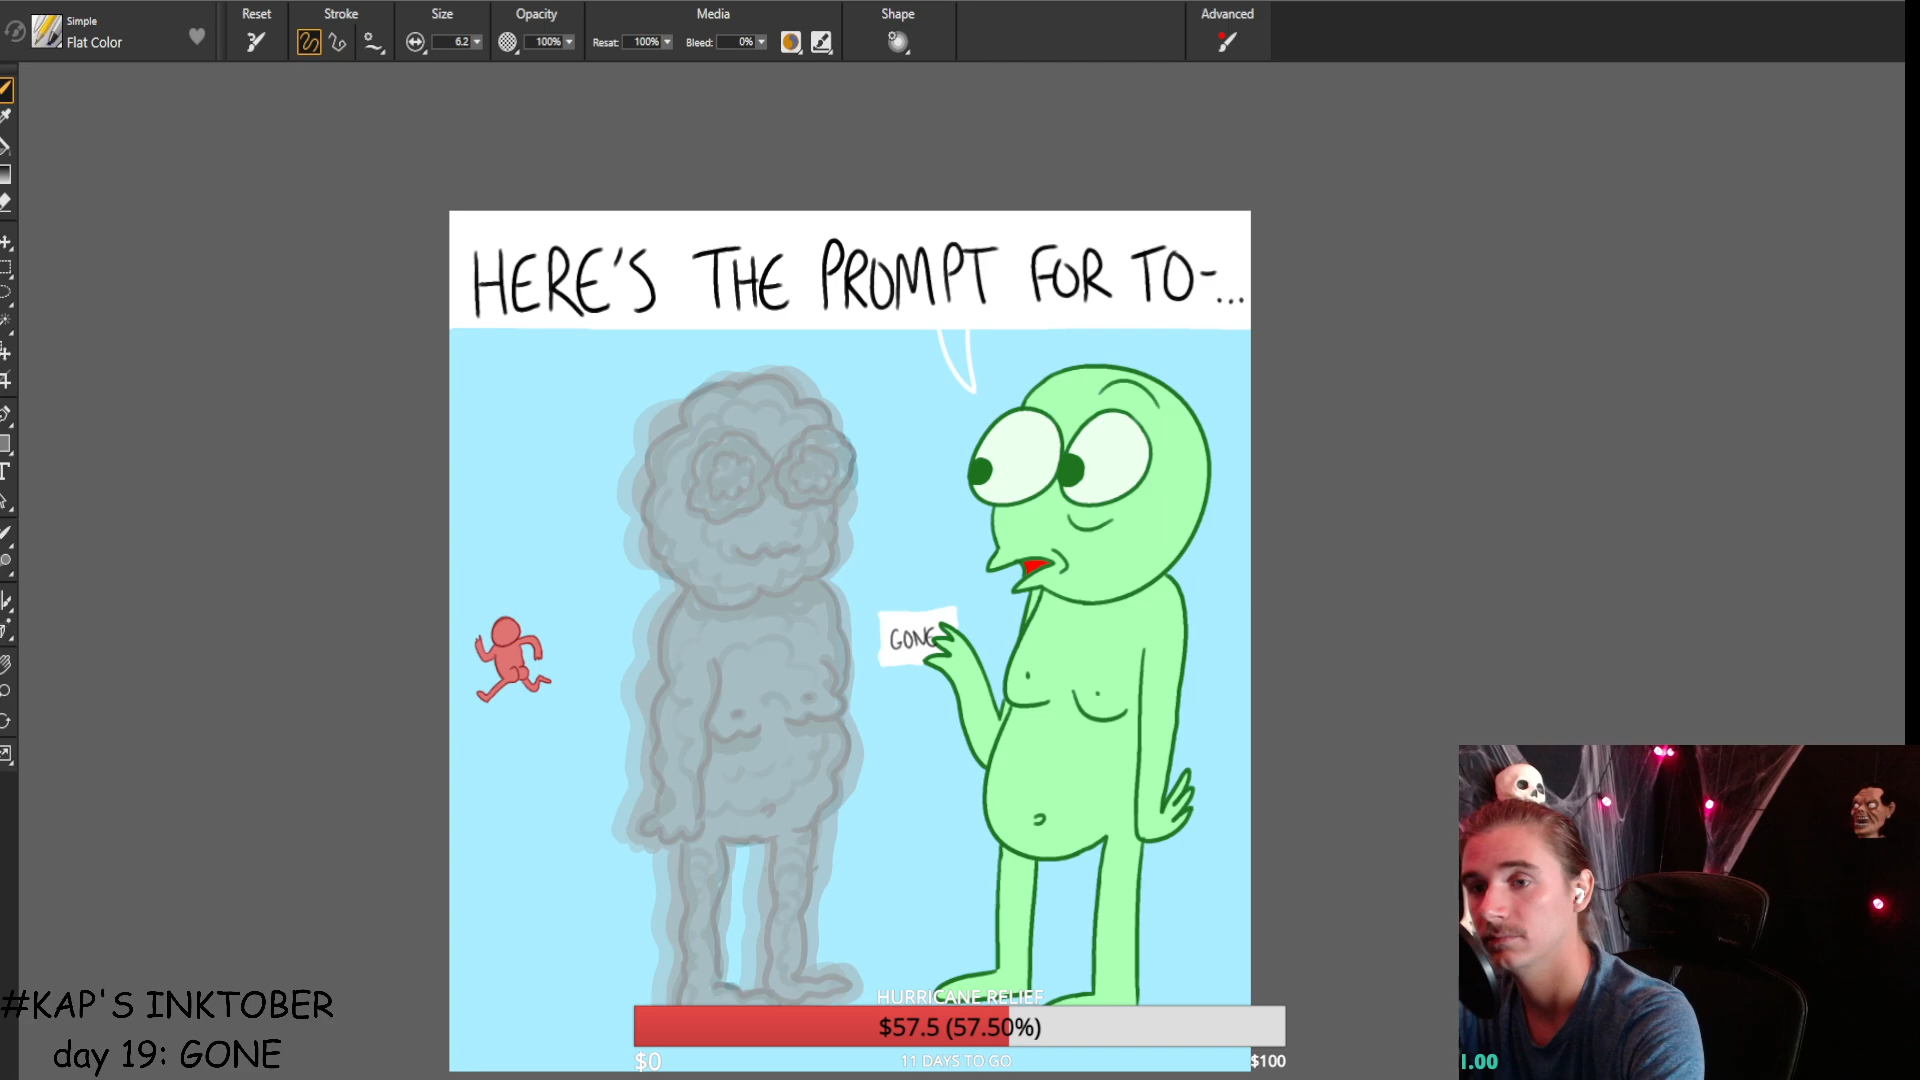 Simple
Flat Color
Reset
Stroke
Size
6.2
Opacity
100%
Media
Resat: 100%
Bleed: 0%
Shape
Advanced
HERE'S THE PROMPT FOR TO-...
GONE
#KAP'S INKTOBER
day 19: GONE
HURRICANE RELIEF
$57.5 (57.50%)
$0
11 DAYS TO GO
$100
1.00